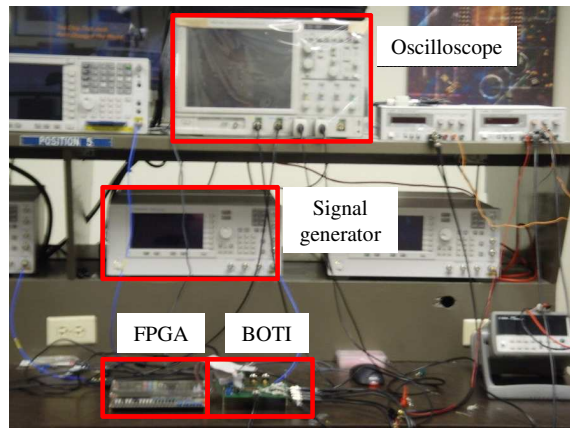 Oscilloscope
POSITION 5
Signal
generator
FPGA
BOTI